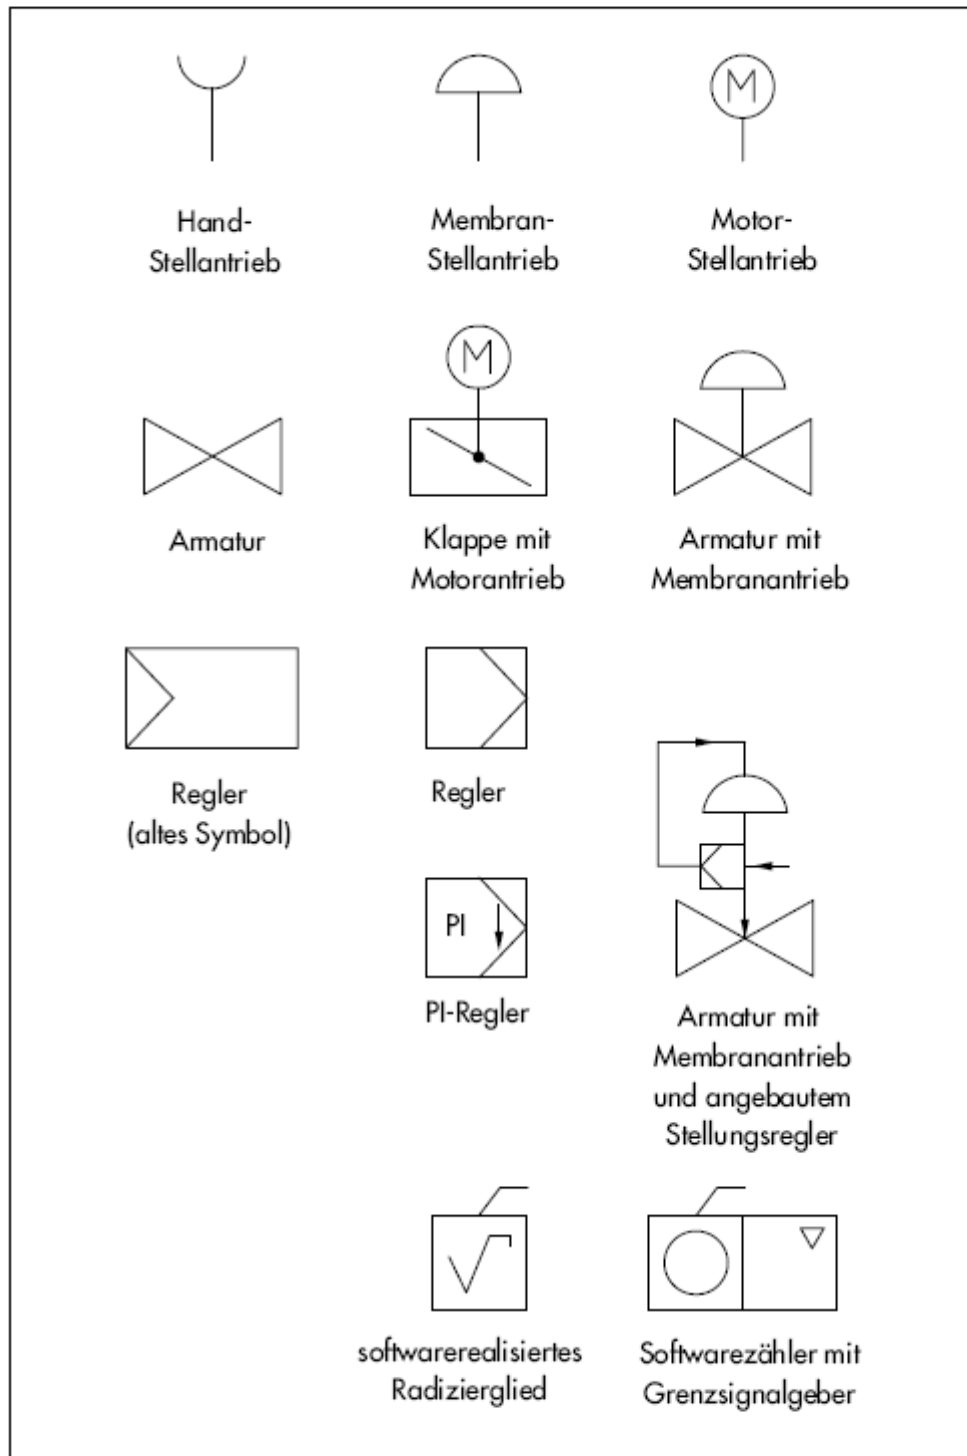 M
Hand-
Stellantrieb
Membran-
Stellantrieb
Motor-
Stellantrieb
M
Armatur
Klappe mit
Motorantrieb
Armatur mit
Membranantrieb
Regler
(altes Symbol)
Regler
PI
PI-Regler
Armatur mit
Membranantrieb
und angebautem
Stellungsregler
softwarerealisiertes
Radizierglied
Softwarezähler mit
Grenzsignalgeber